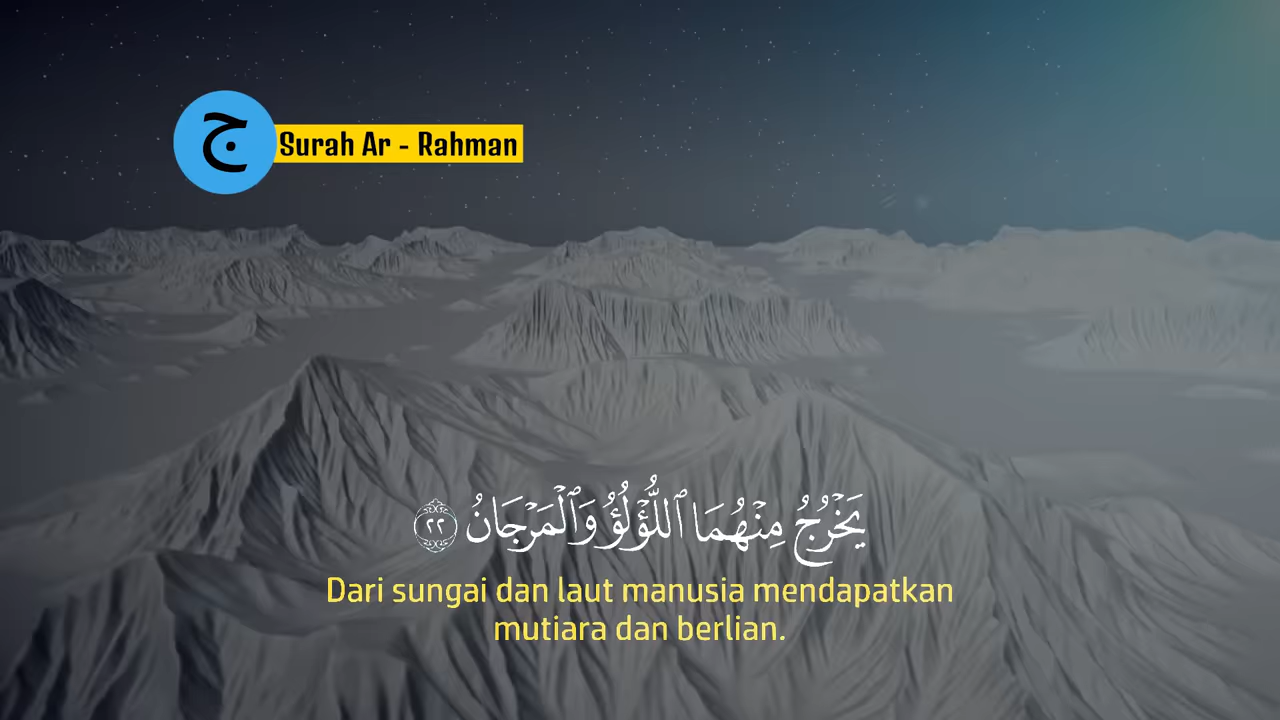 ج
Surah Ar - Rahman
يَخْرُجُ مِنْهُمَا ٱللُّؤْلُؤُ وَٱلْمَرْجَانُ ٢٢
Dari sungai dan laut manusia mendapatkan
mutiara dan berlian.